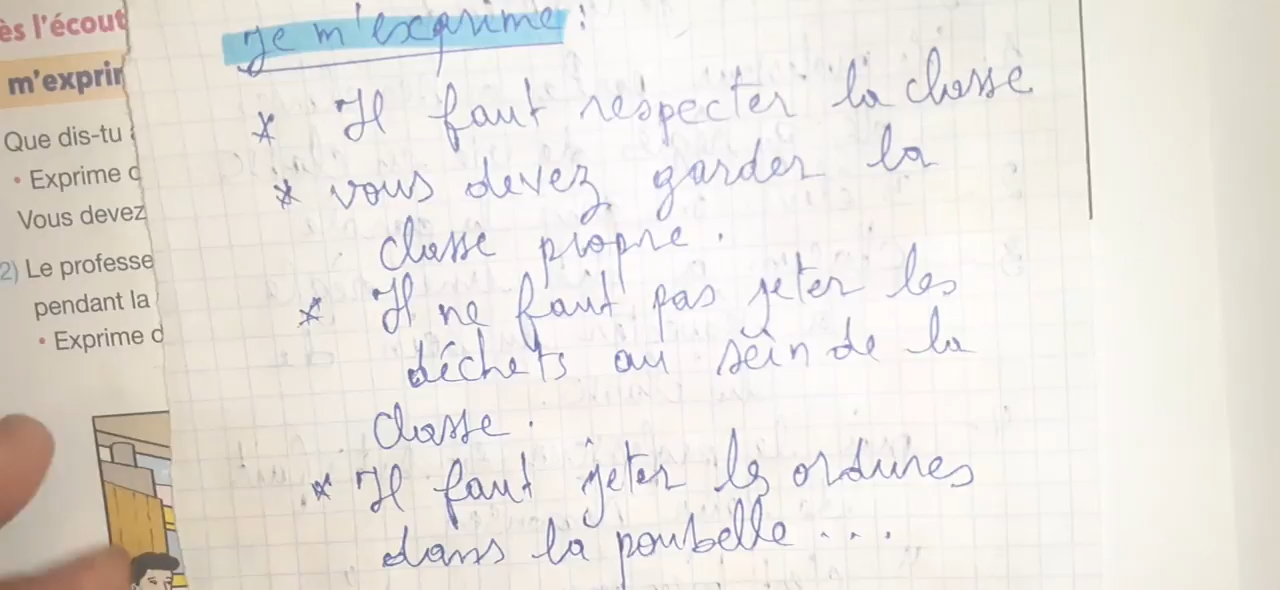 ès l'écout
m'exprir
Que dis-tu
• Exprime
Vous devez
2) Le professe
pendant la
• Exprime
Je m'exprime :
* Il faut respecter la classe
* vous devez garder la
classe propre.
* Il ne faut pas jeter les
déchets au sein de la
classe.
* Il faut jeter les ordures
dans la poubelle...